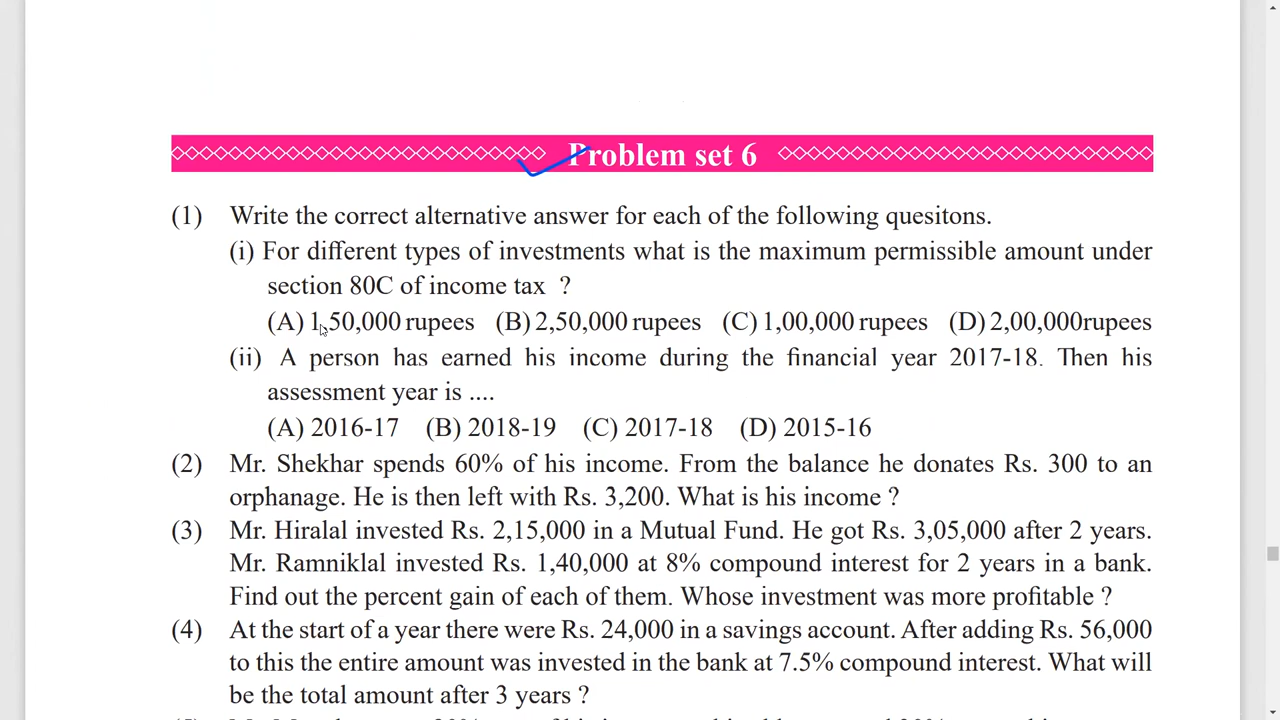 Problem set 6
(1) Write the correct alternative answer for each of the following quesitons.
(i) For different types of investments what is the maximum permissible amount under
section 80C of income tax ?
(A) 1,50,000 rupees (B) 2,50,000 rupees (C) 1,00,000 rupees (D) 2,00,000rupees
(ii) A person has earned his income during the financial year 2017-18. Then his
assessment year is ....
(A) 2016-17 (B) 2018-19 (C) 2017-18 (D) 2015-16
(2) Mr. Shekhar spends 60% of his income. From the balance he donates Rs. 300 to an
orphanage. He is then left with Rs. 3,200. What is his income ?
(3) Mr. Hiralal invested Rs. 2,15,000 in a Mutual Fund. He got Rs. 3,05,000 after 2 years.
Mr. Ramniklal invested Rs. 1,40,000 at 8% compound interest for 2 years in a bank.
Find out the percent gain of each of them. Whose investment was more profitable ?
(4) At the start of a year there were Rs. 24,000 in a savings account. After adding Rs. 56,000
to this the entire amount was invested in the bank at 7.5% compound interest. What will
be the total amount after 3 years ?